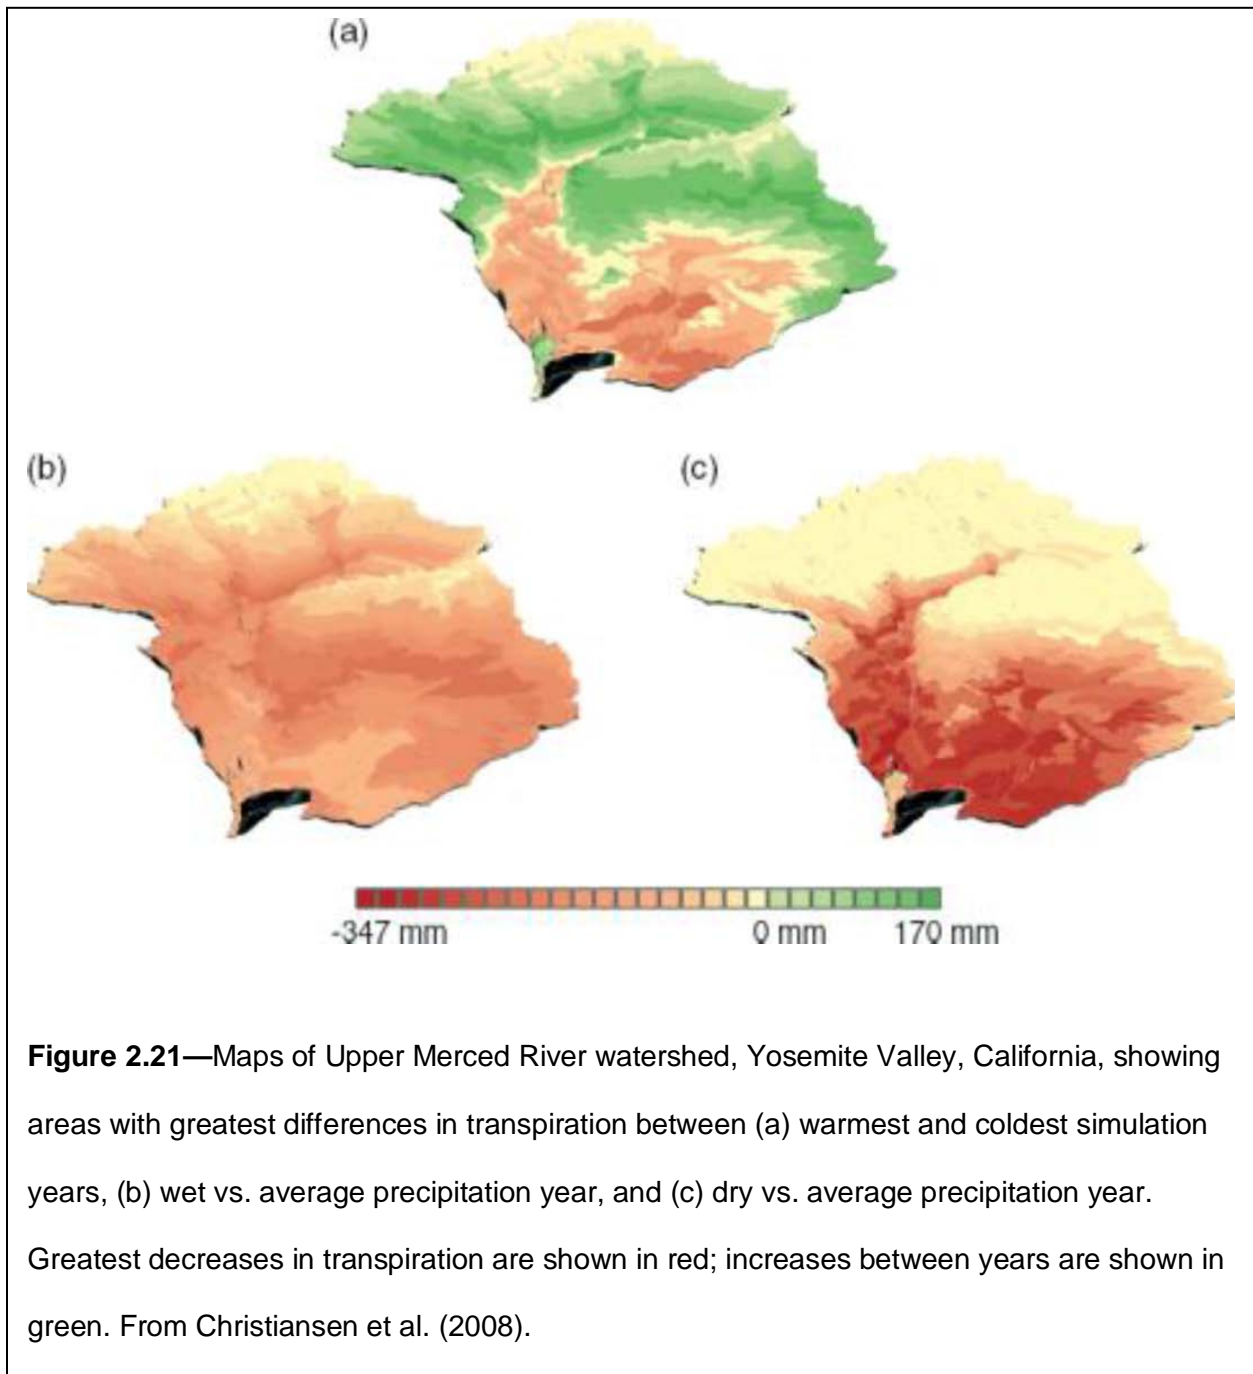 (a)
(b)
(c)
-347 mm
0 mm
170 mm
Figure 2.21—Maps of Upper Merced River watershed, Yosemite Valley, California, showing
areas with greatest differences in transpiration between (a) warmest and coldest simulation
years, (b) wet vs. average precipitation year, and (c) dry vs. average precipitation year.
Greatest decreases in transpiration are shown in red; increases between years are shown in
green. From Christiansen et al. (2008).